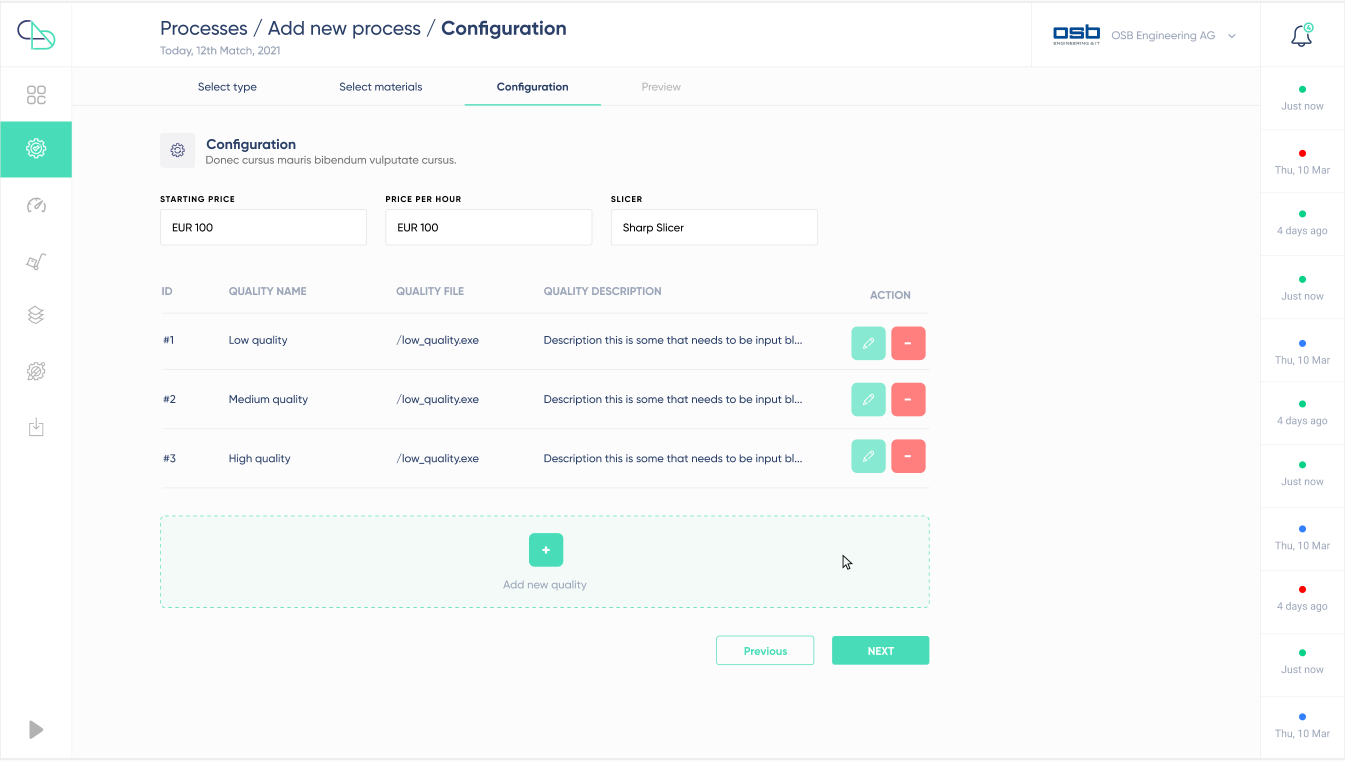 Processes / Add new process / Configuration
Today, 12th Match, 2021
osb
ENGINEERING & IT
OSB Engineering AG
Select type
Select materials
Configuration
Preview
Configuration
Donec cursus mauris bibendum vulputate cursus.
STARTING PRICE
PRICE PER HOUR
SLICER
EUR 100
EUR 100
Sharp Slicer
ID QUALITY NAME QUALITY FILE QUALITY DESCRIPTION ACTION
#1 Low quality /low_quality.exe Description this is some that needs to be input bl...
#2 Medium quality /low_quality.exe Description this is some that needs to be input bl...
#3 High quality /low_quality.exe Description this is some that needs to be input bl...
Add new quality
Previous
NEXT
Just now
Thu, 10 Mar
4 days ago
Just now
Thu, 10 Mar
4 days ago
Just now
Thu, 10 Mar
4 days ago
Just now
Thu, 10 Mar